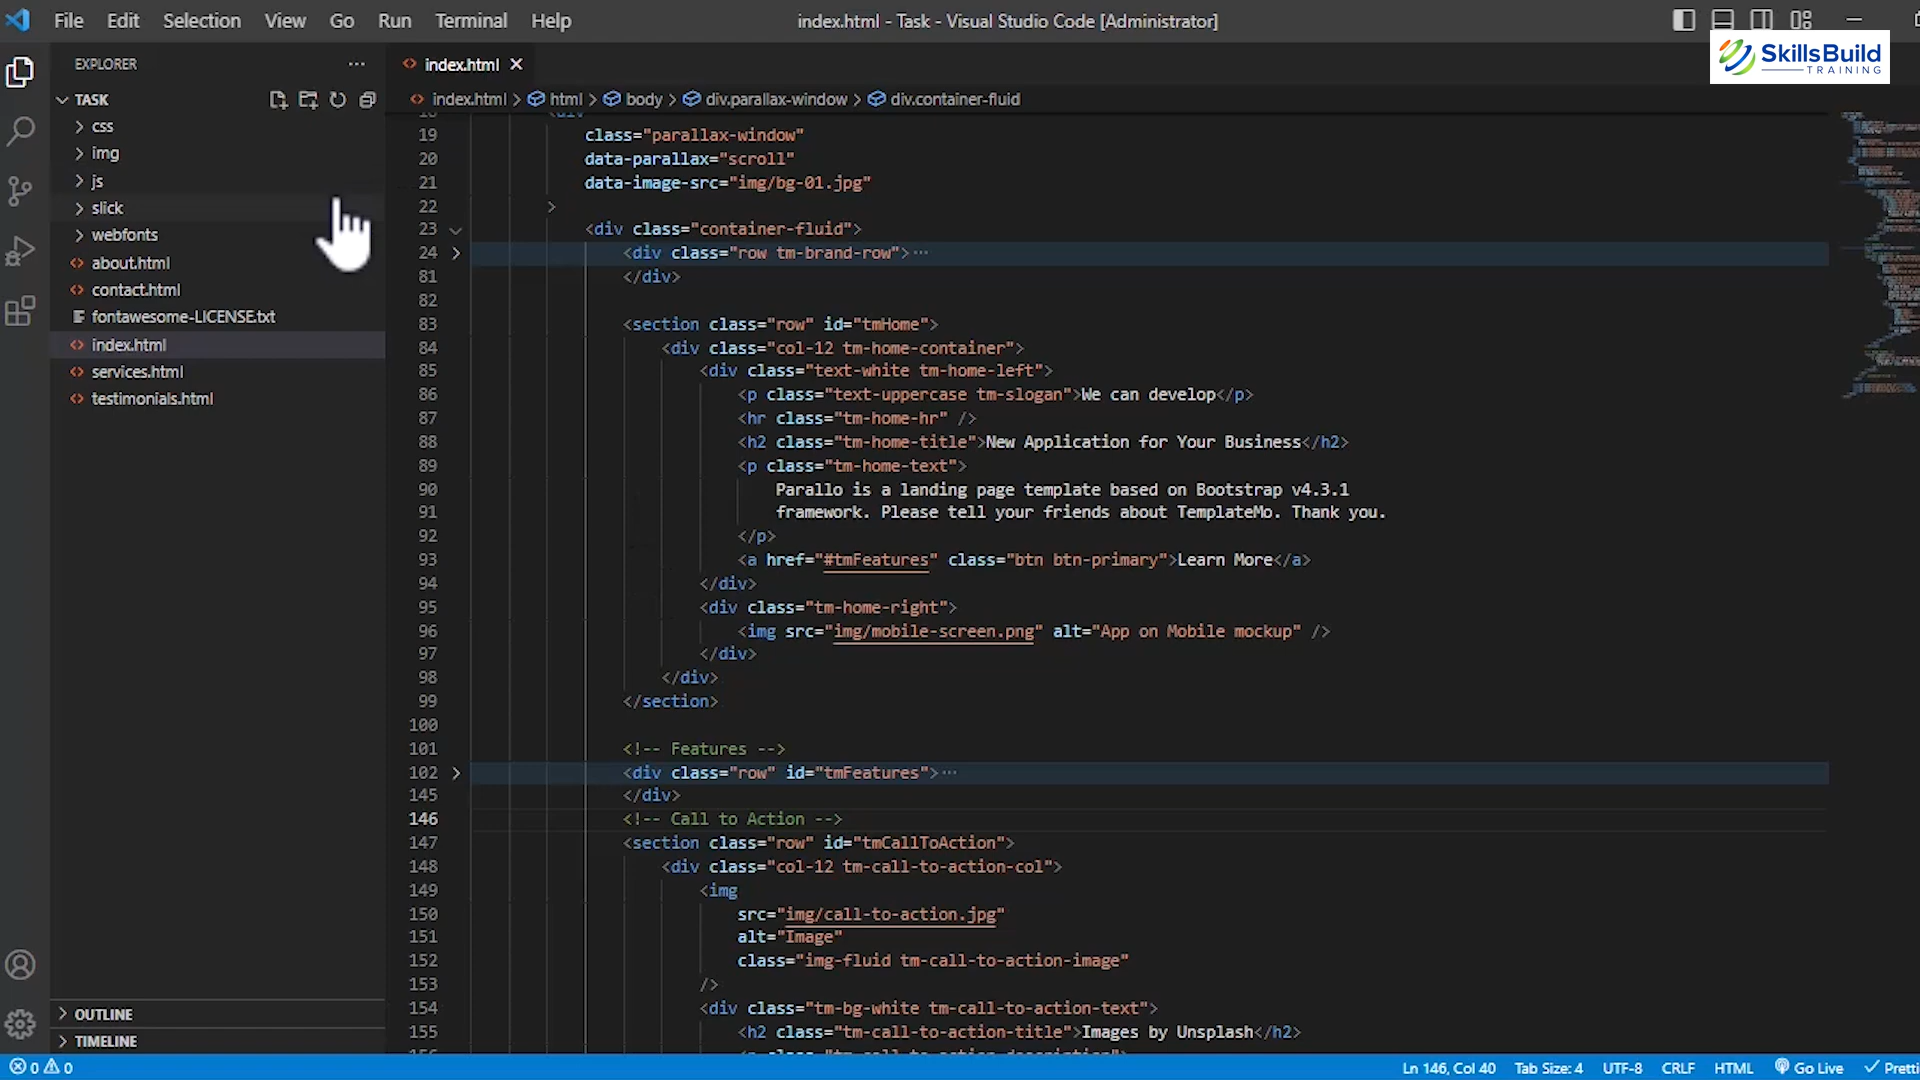 File Edit Selection View Go Run Terminal Help
index.html - Task - Visual Studio Code [Administrator]
SkillsBuild
TRAINING
EXPLORER
TASK
css
img
js
slick
webfonts
about.html
contact.html
fontawesome-LICENSE.txt
index.html
services.html
testimonials.html
OUTLINE
TIMELINE
index.html
index.html > html > body > div.parallax-window > div.container-fluid
19 class="parallax-window"
20 data-parallax="scroll"
21 data-image-src="img/bg-01.jpg"
22 >
23 <div class="container-fluid">
24 <div class="row tm-brand-row">···
81 </div>
82
83 <section class="row" id="tmHome">
84 <div class="col-12 tm-home-container">
85 <div class="text-white tm-home-left">
86 <p class="text-uppercase tm-slogan">We can develop</p>
87 <hr class="tm-home-hr" />
88 <h2 class="tm-home-title">New Application for Your Business</h2>
89 <p class="tm-home-text">
90 Parallo is a landing page template based on Bootstrap v4.3.1
91 framework. Please tell your friends about TemplateMo. Thank you.
92 </p>
93 <a href="#tmFeatures" class="btn btn-primary">Learn More</a>
94 </div>
95 <div class="tm-home-right">
96 <img src="img/mobile-screen.png" alt="App on Mobile mockup" />
97 </div>
98 </div>
99 </section>
100
101 <!-- Features -->
102 <div class="row" id="tmFeatures">···
145 </div>
146 <!-- Call to Action -->
147 <section class="row" id="tmCallToAction">
148 <div class="col-12 tm-call-to-action-col">
149 <img
150 src="img/call-to-action.jpg"
151 alt="Image"
152 class="img-fluid tm-call-to-action-image"
153 />
154 <div class="tm-bg-white tm-call-to-action-text">
155 <h2 class="tm-call-to-action-title">Images by Unsplash</h2>
0 0
Ln 146, Col 40 Tab Size: 4 UTF-8 CRLF HTML Go Live Pretti